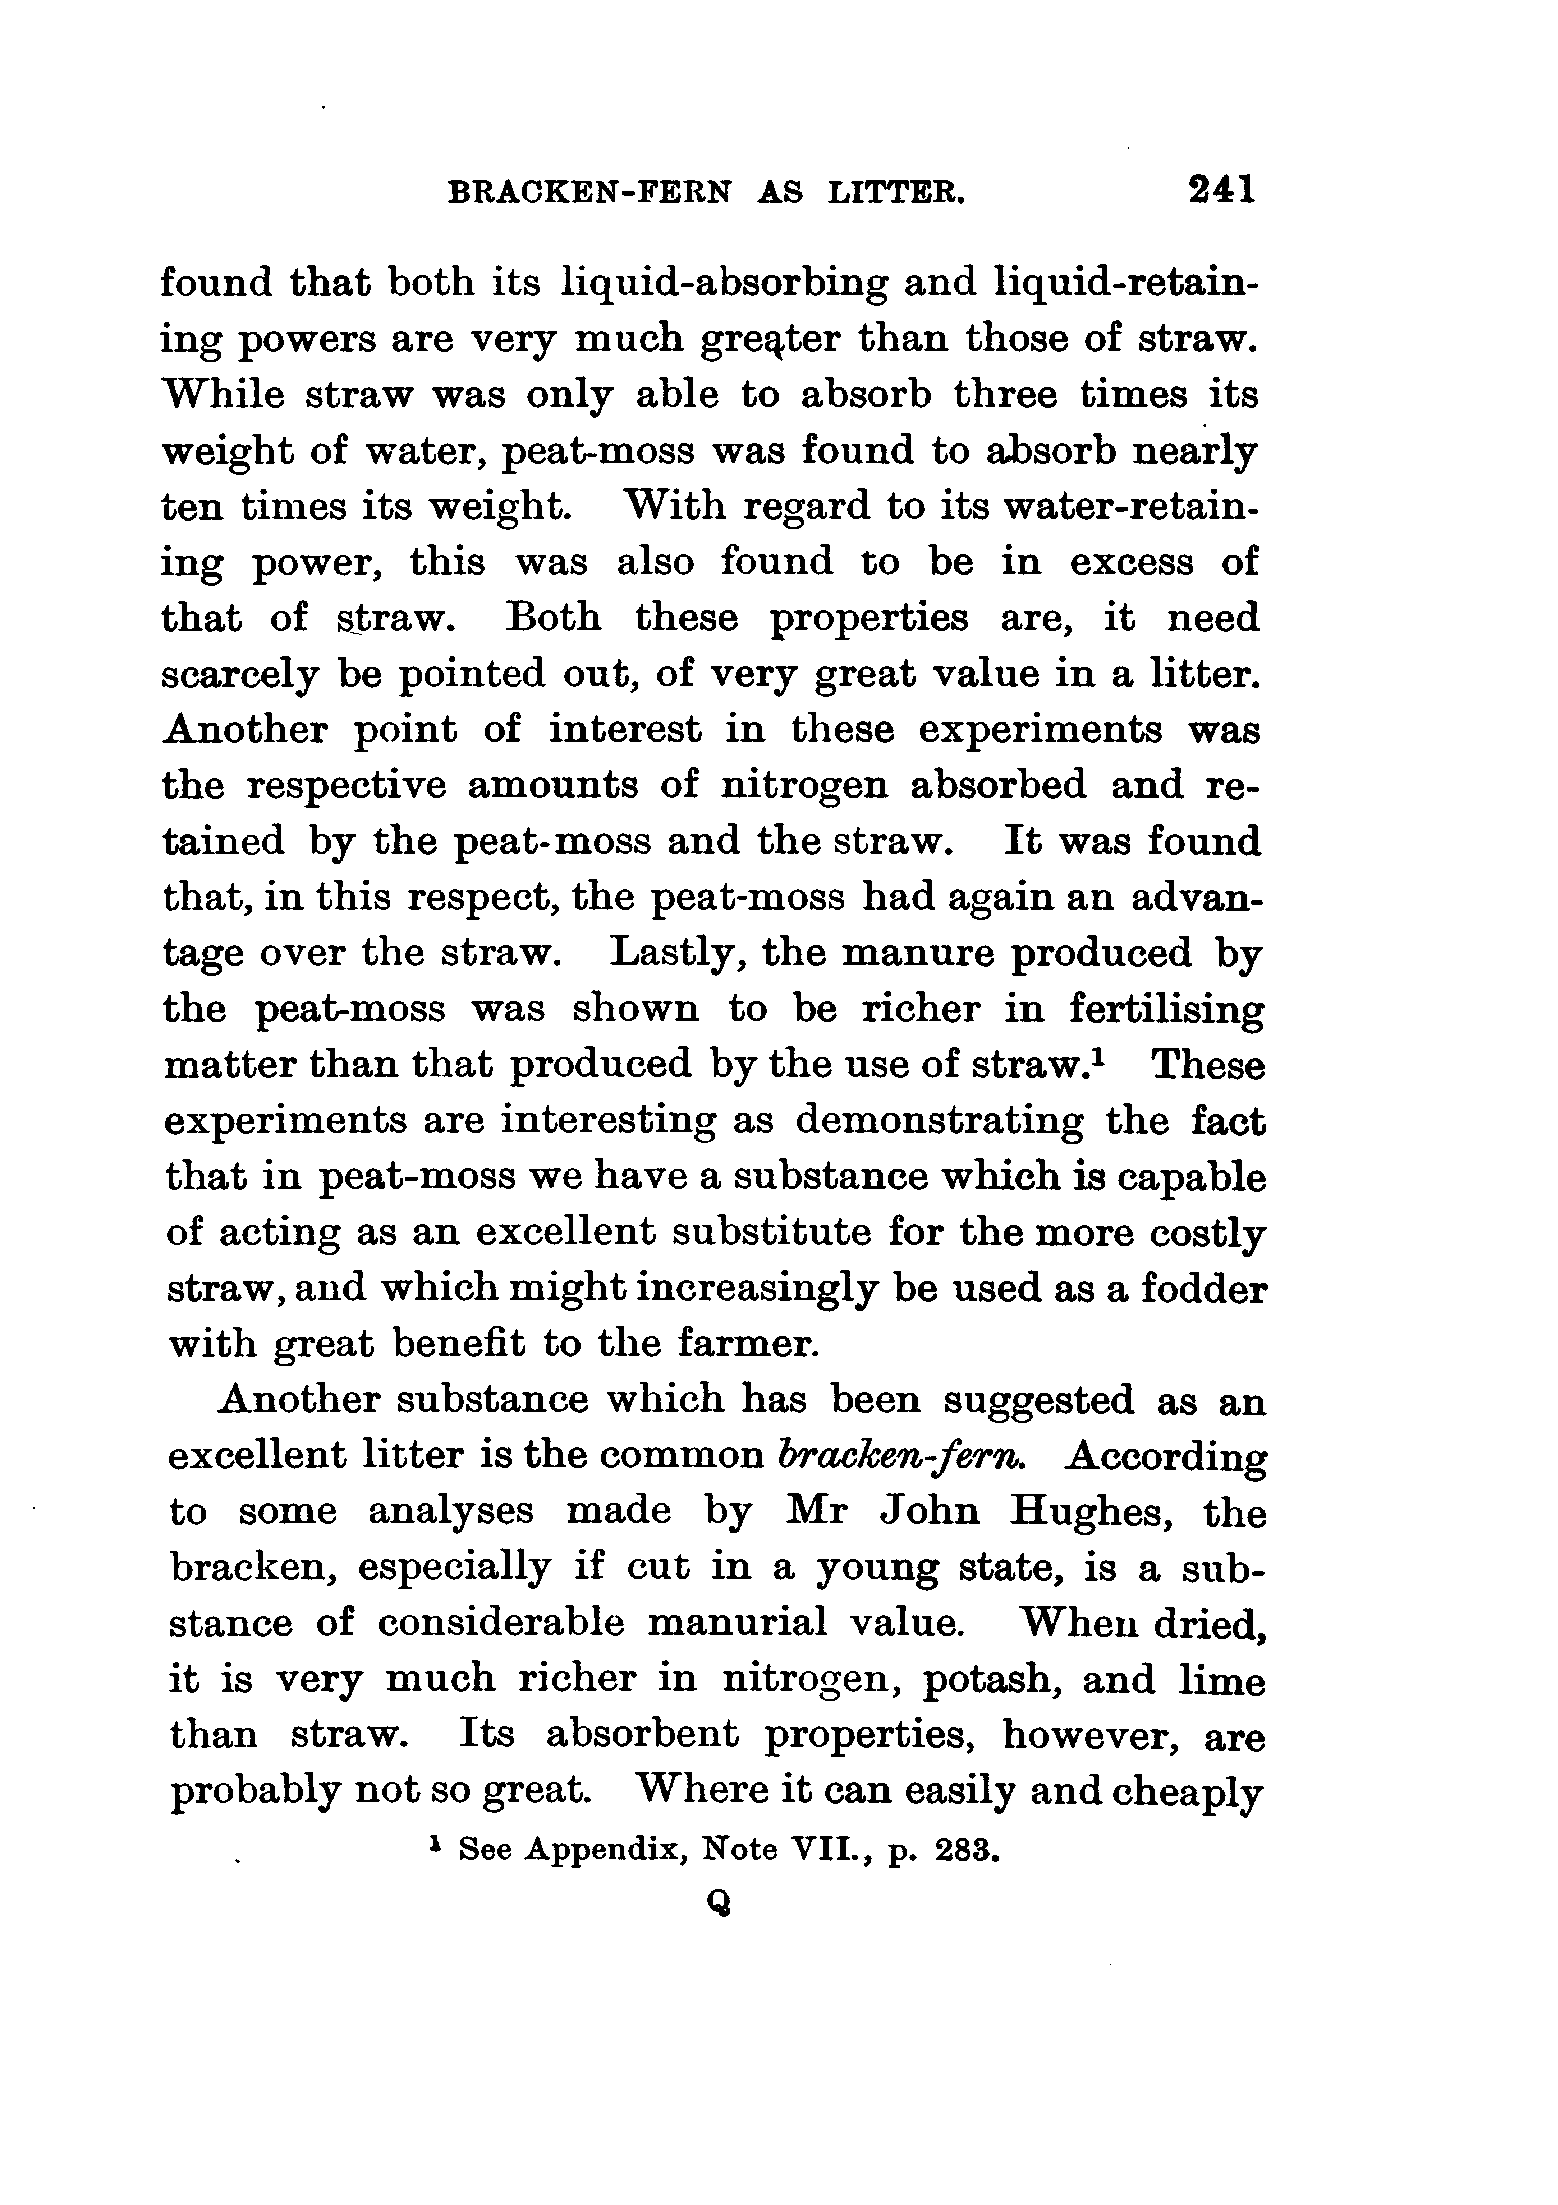 BRACKEN-FERN AS LITTER. 241
found that both its liquid-absorbing and liquid-retain-
ing powers are very much greater than those of straw.
While straw was only able to absorb three times its
weight of water, peat-moss was found to absorb nearly
ten times its weight. With regard to its water-retain-
ing power, this was also found to be in excess of
that of straw. Both these properties are, it need
scarcely be pointed out, of very great value in a litter.
Another point of interest in these experiments was
the respective amounts of nitrogen absorbed and re-
tained by the peat-moss and the straw. It was found
that, in this respect, the peat-moss had again an advan-
tage over the straw. Lastly, the manure produced by
the peat-moss was shown to be richer in fertilising
matter than that produced by the use of straw.¹ These
experiments are interesting as demonstrating the fact
that in peat-moss we have a substance which is capable
of acting as an excellent substitute for the more costly
straw, and which might increasingly be used as a fodder
with great benefit to the farmer.
Another substance which has been suggested as an
excellent litter is the common bracken-fern. According
to some analyses made by Mr John Hughes, the
bracken, especially if cut in a young state, is a sub-
stance of considerable manurial value. When dried,
it is very much richer in nitrogen, potash, and lime
than straw. Its absorbent properties, however, are
probably not so great. Where it can easily and cheaply
¹ See Appendix, Note VII., p. 283.
Q